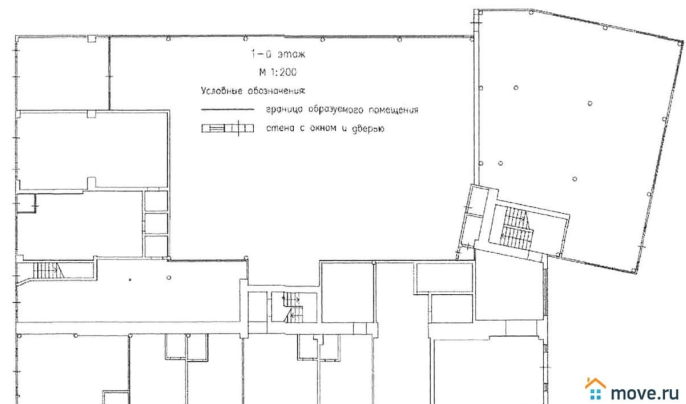 1-й этаж
М 1:200
Условные обозначения:
граница образуемого помещения
стена с окном и дверью
move.ru